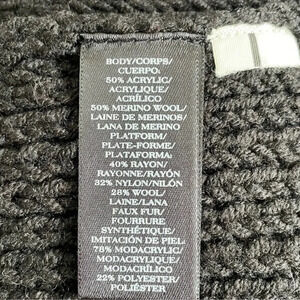 BODY/CORPS/
CUERPO:
50% ACRYLIC/
ACRYLIQUE/
ACRÍLICO
50% MERINO WOOL/
LAINE DE MERINOS/
LANA DE MERINO
PLATFORM/
PLATE-FORME/
PLATAFORMA:
40% RAYON/
RAYONNE/RAYÓN
32% NYLON/NILÓN
28% WOOL/
LAINE/LANA
FAUX FUR/
FOURRURE
SYNTHÉTIQUE/
IMITACIÓN DE PIEL:
78% MODACRYLIC/
MODACRYLIQUE/
MODACRÍLICO
22% POLYESTER/
POLIÉSTER